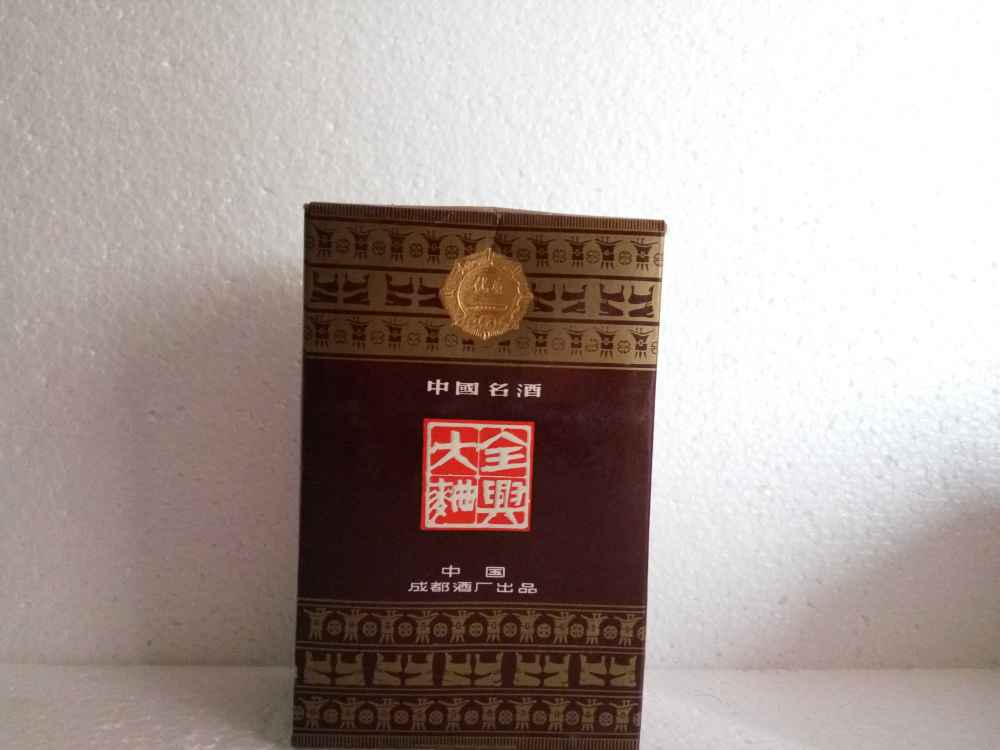 中國名酒
全興
大麯
中国
成都酒厂出品